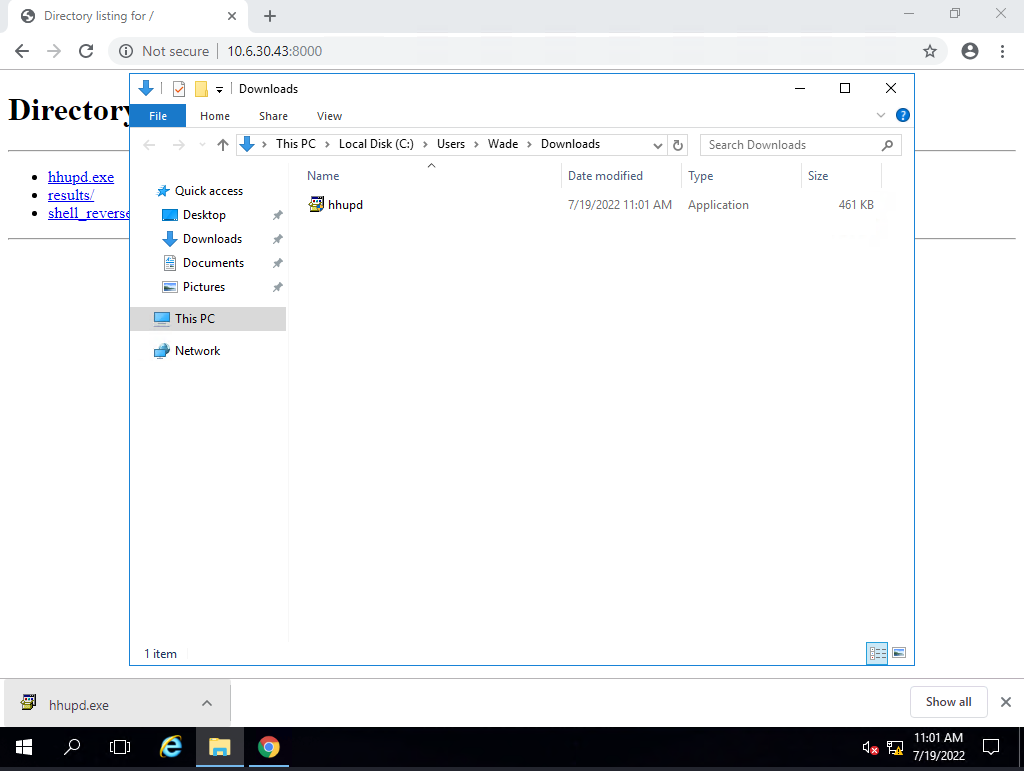 Directory listing for /
Not secure
10.6.30.43:8000
Directory
hhupd.exe
results/
shell_reverse
Downloads
File
Home
Share
View
?
This PC > Local Disk (C:) > Users > Wade > Downloads
Search Downloads
Name
Date modified
Type
Size
Quick access
Desktop
Downloads
Documents
Pictures
This PC
Network
hhupd
7/19/2022 11:01 AM
Application
461 KB
1 item
hhupd.exe
Show all
11:01 AM
7/19/2022